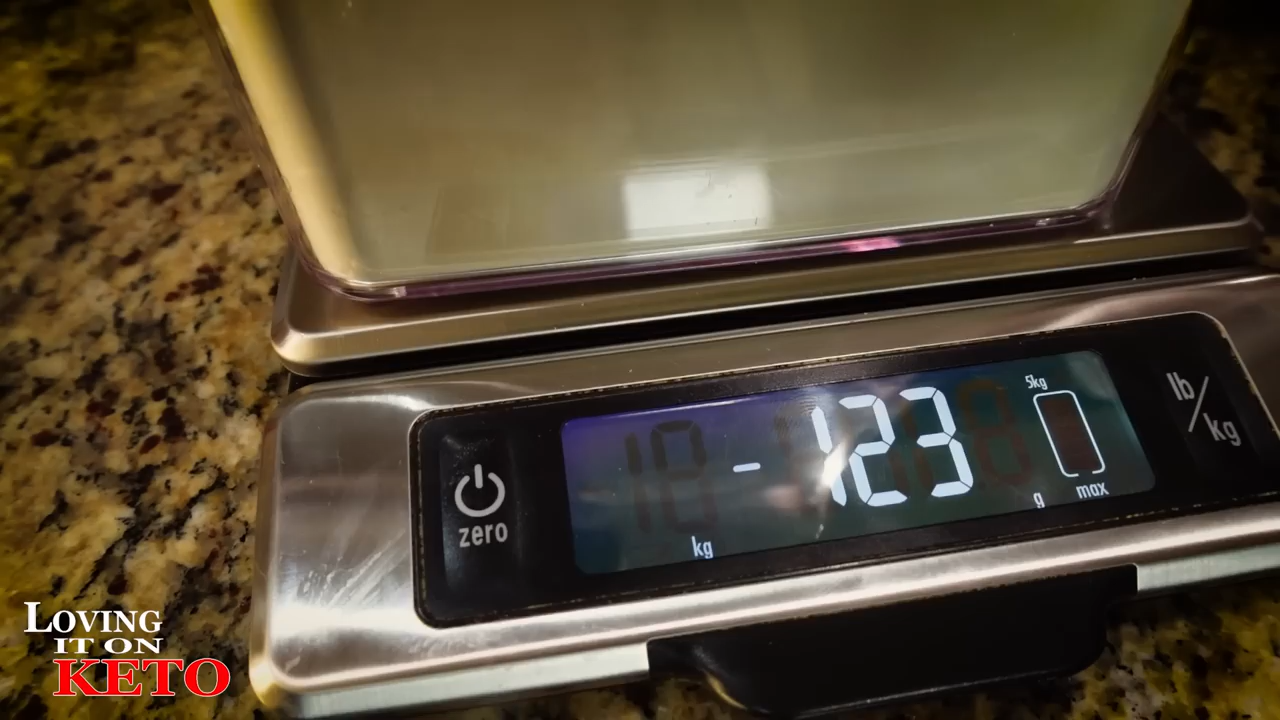 5kg
lb/kg
- 123
zero
kg
g
max
LOVING
IT ON
KETO